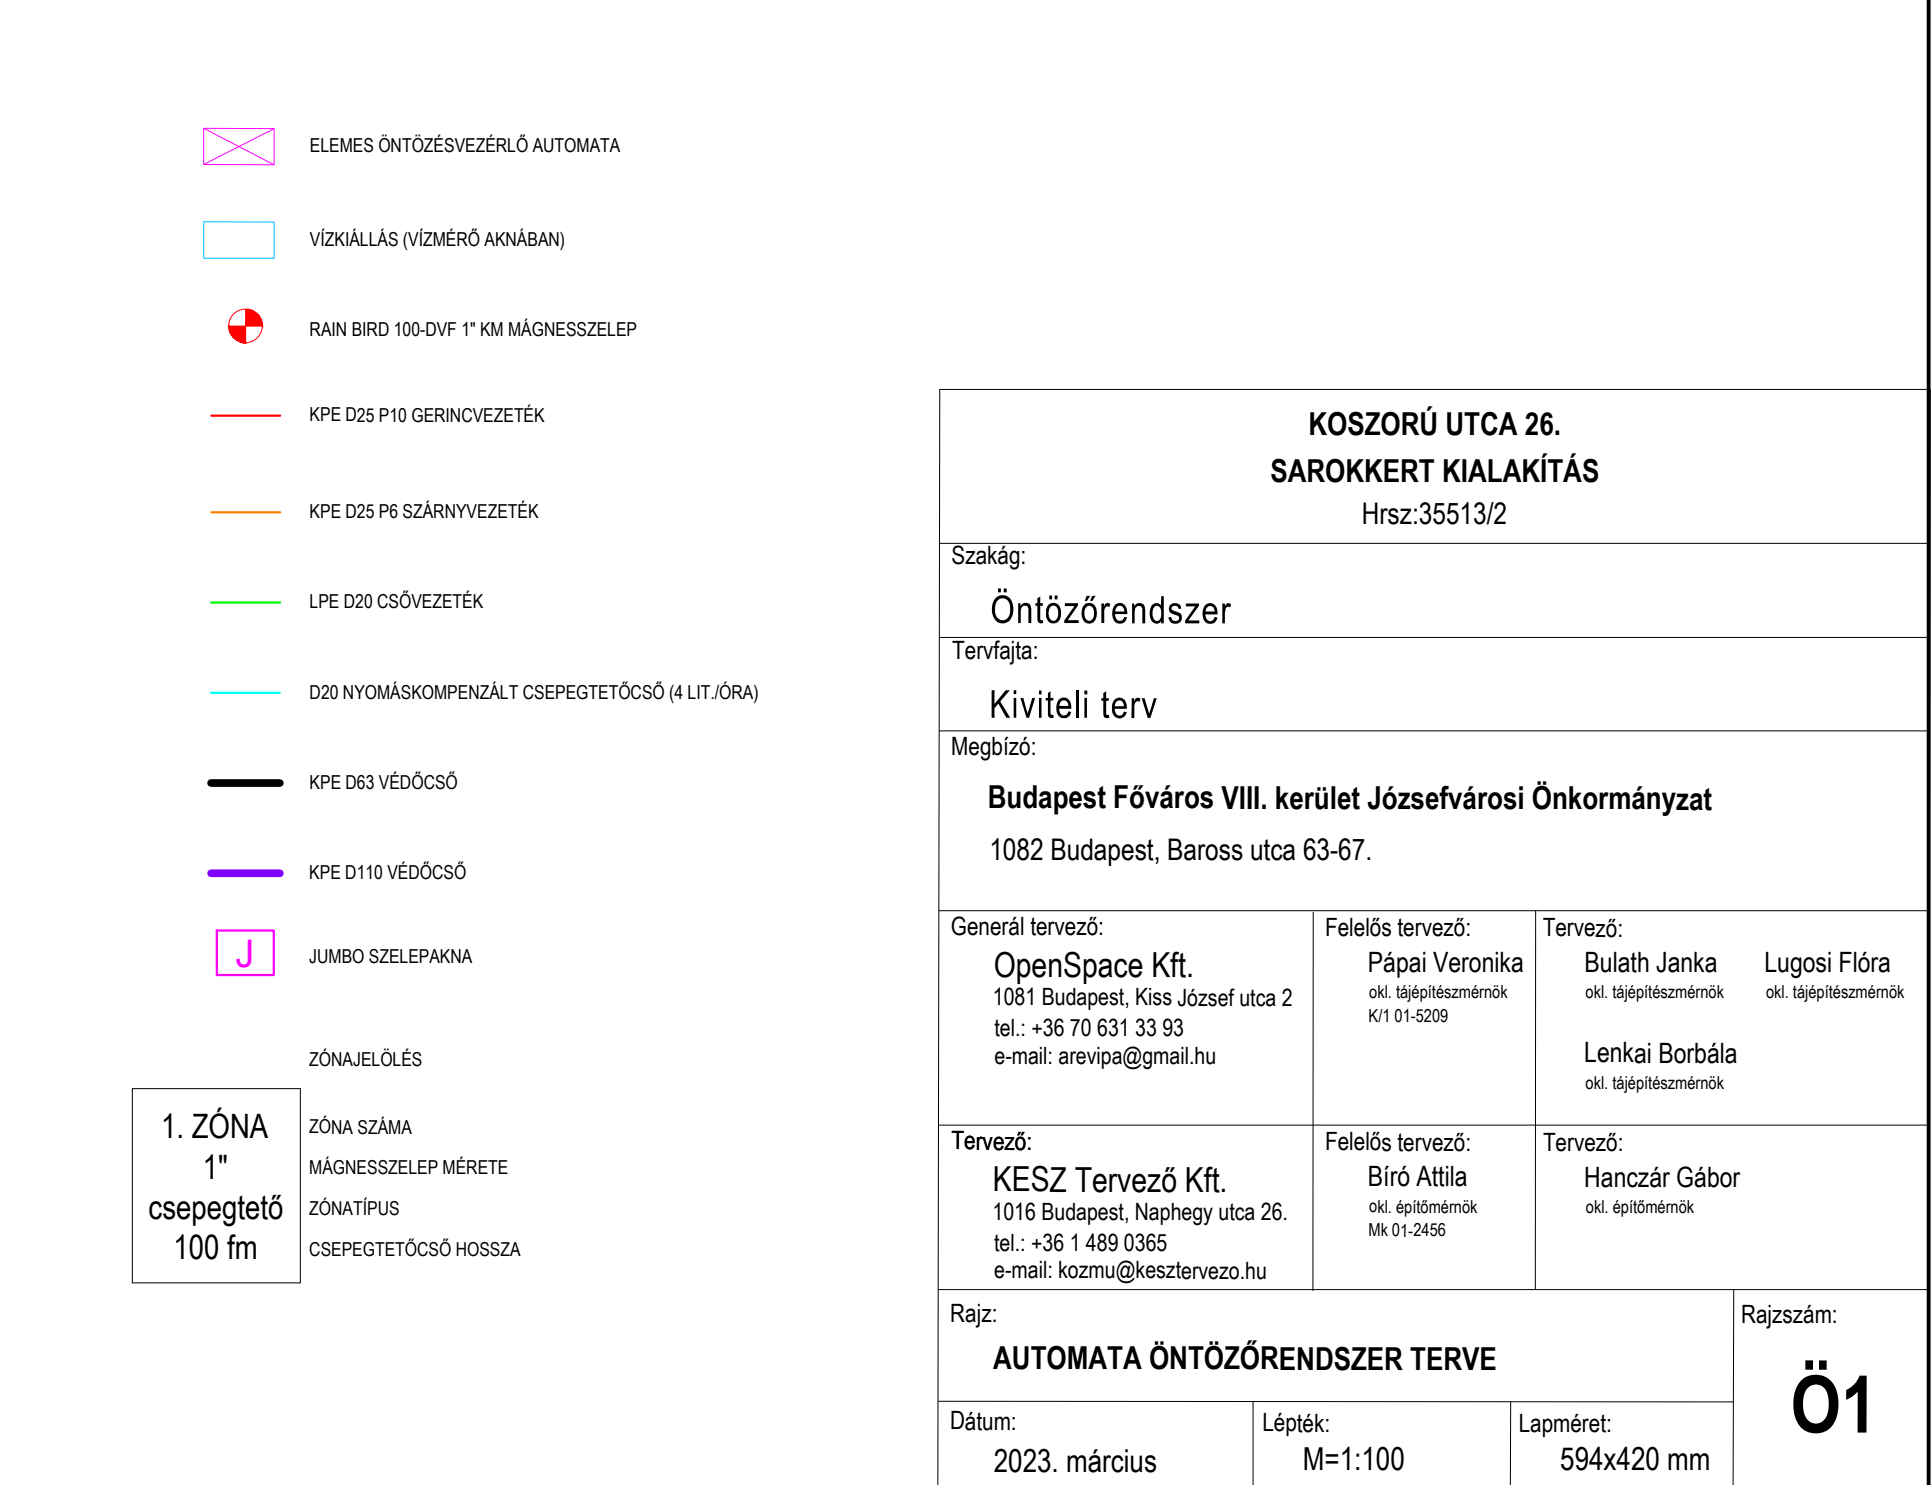 ELEMES ÖNTÖZÉSVEZÉRLŐ AUTOMATA
VÍZKIÁLLÁS (VÍZMÉRŐ AKNÁBAN)
RAIN BIRD 100-DVF 1" KM MÁGNESSZELEP
KPE D25 P10 GERINCVEZETÉK
KPE D25 P6 SZÁRNYVEZETÉK
LPE D20 CSŐVEZETÉK
D20 NYOMÁSKOMPENZÁLT CSEPEGTETŐCSŐ (4 LIT./ÓRA)
KPE D63 VÉDŐCSŐ
KPE D110 VÉDŐCSŐ
J JUMBO SZELEPAKNA
ZÓNAJELÖLÉS
1. ZÓNA ZÓNA SZÁMA
1" MÁGNESSZELEP MÉRETE
csepegtető ZÓNATÍPUS
100 fm CSEPEGTETŐCSŐ HOSSZA
KOSZORÚ UTCA 26.
SAROKKERT KIALAKÍTÁS
Hrsz:35513/2
Szakág:
Öntözőrendszer
Tervfajta:
Kiviteli terv
Megbízó:
Budapest Főváros VIII. kerület Józsefvárosi Önkormányzat
1082 Budapest, Baross utca 63-67.
Generál tervező:
OpenSpace Kft.
1081 Budapest, Kiss József utca 2
tel.: +36 70 631 33 93
e-mail: arevipa@gmail.hu
Felelős tervező:
Pápai Veronika
okl. tájépítészmérnök
K/1 01-5209
Tervező:
Bulath Janka
okl. tájépítészmérnök
Lugosi Flóra
okl. tájépítészmérnök
Lenkai Borbála
okl. tájépítészmérnök
Tervező:
KESZ Tervező Kft.
1016 Budapest, Naphegy utca 26.
tel.: +36 1 489 0365
e-mail: kozmu@kesztervezo.hu
Felelős tervező:
Bíró Attila
okl. építőmérnök
Mk 01-2456
Tervező:
Hanczár Gábor
okl. építőmérnök
Rajz:
AUTOMATA ÖNTÖZŐRENDSZER TERVE
Rajzszám:
Ö1
Dátum:
2023. március
Lépték:
M=1:100
Lapméret:
594x420 mm